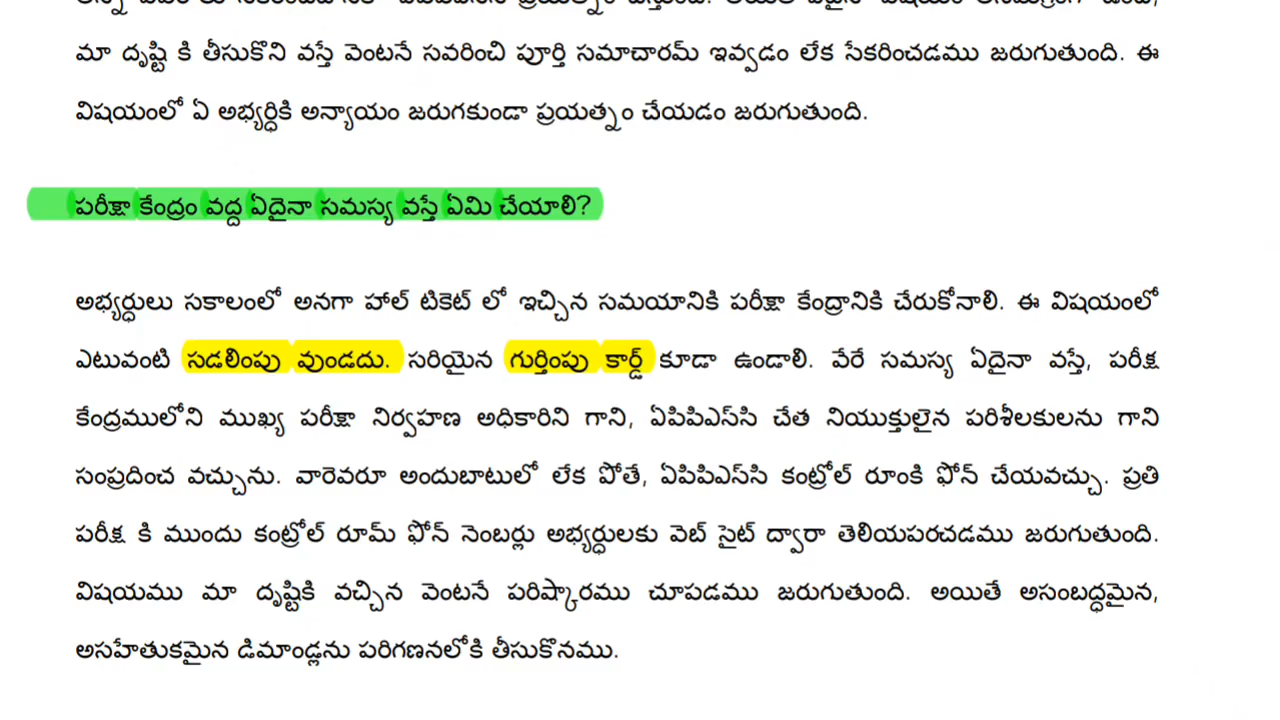 మా దృష్టి కి తీసుకొని వస్తే వెంటనే సవరించి పూర్తి సమాచారమ్ ఇవ్వడం లేక సేకరించడము జరుగుతుంది. ఈ
విషయంలో ఏ అభ్యర్ధికి అన్యాయం జరుగకుండా ప్రయత్నం చేయడం జరుగుతుంది.
పరీక్షా కేంద్రం వద్ద ఏదైనా సమస్య వస్తే ఏమి చేయాలి?
అభ్యర్ధులు సకాలంలో అనగా హాల్ టికెట్ లో ఇచ్చిన సమయానికి పరీక్షా కేంద్రానికి చేరుకోనాలి. ఈ విషయంలో
ఎటువంటి సడలింపు వుండదు. సరియైన గుర్తింపు కార్డ్ కూడా ఉండాలి. వేరే సమస్య ఏదైనా వస్తే, పరీక్ష
కేంద్రములోని ముఖ్య పరీక్షా నిర్వహణ అధికారిని గాని, ఏపిపిఎస్‌సి చేత నియుక్తులైన పరిశీలకులను గాని
సంప్రదించ వచ్చును. వారెవరూ అందుబాటులో లేక పోతే, ఏపిపిఎస్‌సి కంట్రోల్ రూంకి ఫోన్ చేయవచ్చు. ప్రతి
పరీక్ష కి ముందు కంట్రోల్ రూమ్ ఫోన్ నెంబర్లు అభ్యర్ధులకు వెబ్ సైట్ ద్వారా తెలియపరచడము జరుగుతుంది.
విషయము మా దృష్టికి వచ్చిన వెంటనే పరిష్కారము చూపడము జరుగుతుంది. అయితే అసంబద్ధమైన,
అసహేతుకమైన డిమాండ్లను పరిగణనలోకి తీసుకొనము.